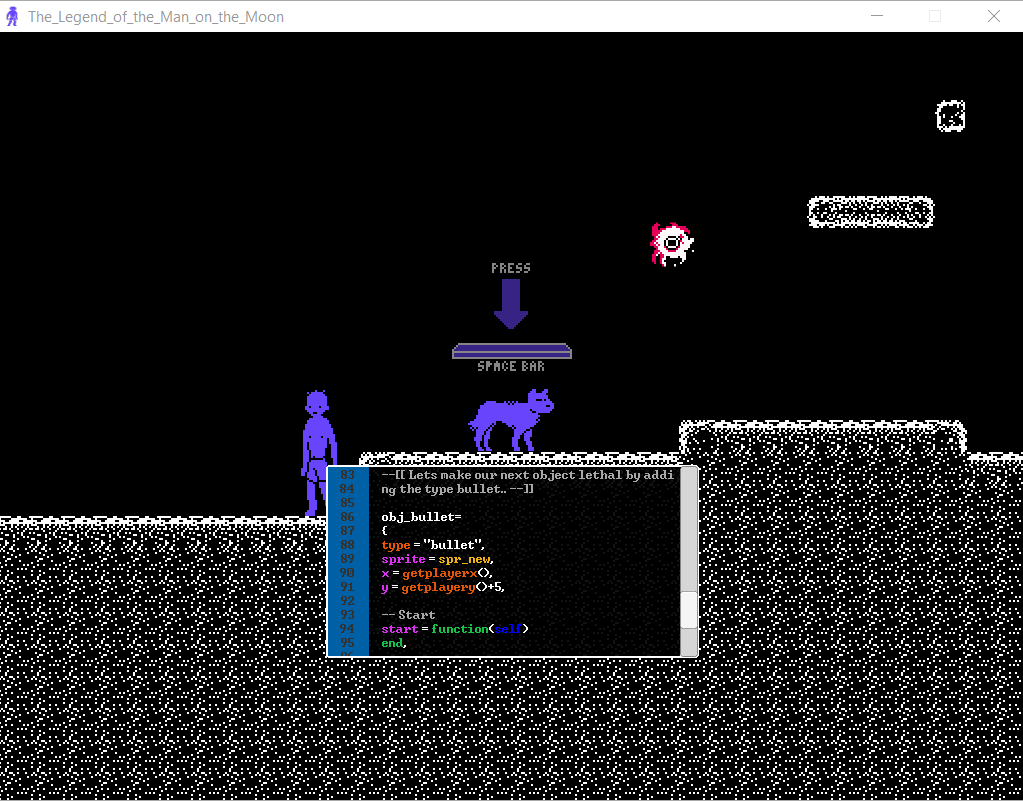 The_Legend_of_the_Man_on_the_Moon
PRESS
SPACE BAR
83 --[[ Lets make our next object lethal by addi
84 ng the type bullet.. --]]
85
86 obj_bullet=
87 {
88 type = "bullet",
89 sprite = spr_new,
90 x = getplayerx(),
91 y = getplayery()+5,
92
93 -- Start
94 start = function(self)
95 end,